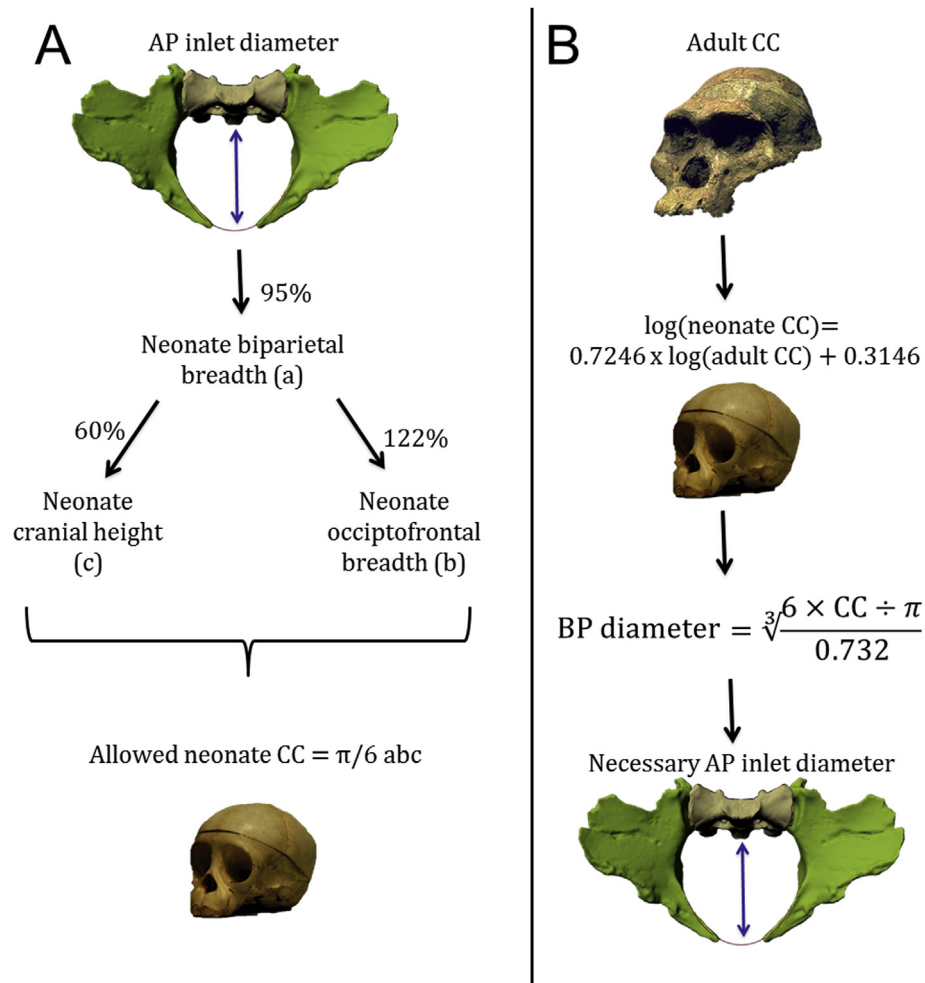 A
AP inlet diameter
95%
Neonate biparietal
breadth (a)
60%
122%
Neonate
cranial height
(c)
Neonate
occiptofrontal
breadth (b)
Allowed neonate CC = π/6 abc
B
Adult CC
log(neonate CC)=
0.7246 x log(adult CC) + 0.3146
BP diameter = ∛(6 × CC ÷ π / 0.732)
Necessary AP inlet diameter